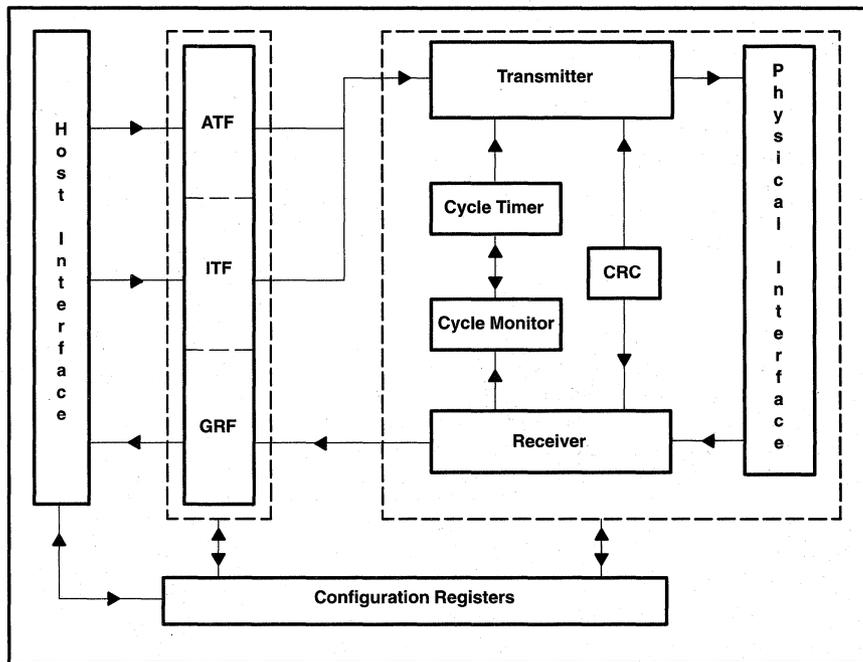 Host Interface
ATF
ITF
GRF
Transmitter
Cycle Timer
CRC
Cycle Monitor
Receiver
Physical Interface
Configuration Registers